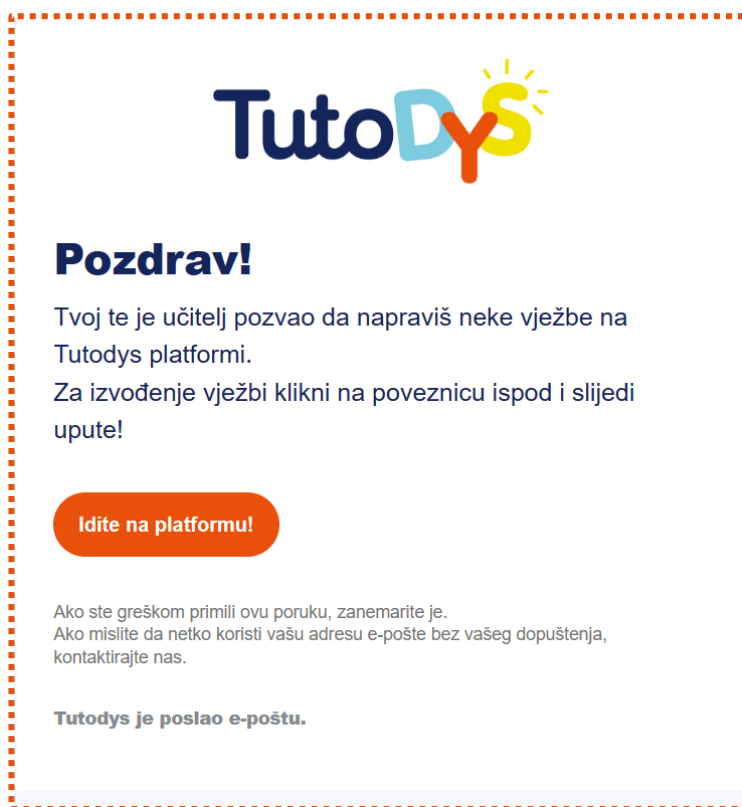 TutoDyS
Pozdrav!
Tvoj te je učitelj pozvao da napraviš neke vježbe na
Tutodys platformi.
Za izvođenje vježbi klikni na poveznicu ispod i slijedi
upute!
Idite na platformu!
Ako ste greškom primili ovu poruku, zanemarite je.
Ako mislite da netko koristi vašu adresu e-pošte bez vašeg dopuštenja,
kontaktirajte nas.
Tutodys je poslao e-poštu.